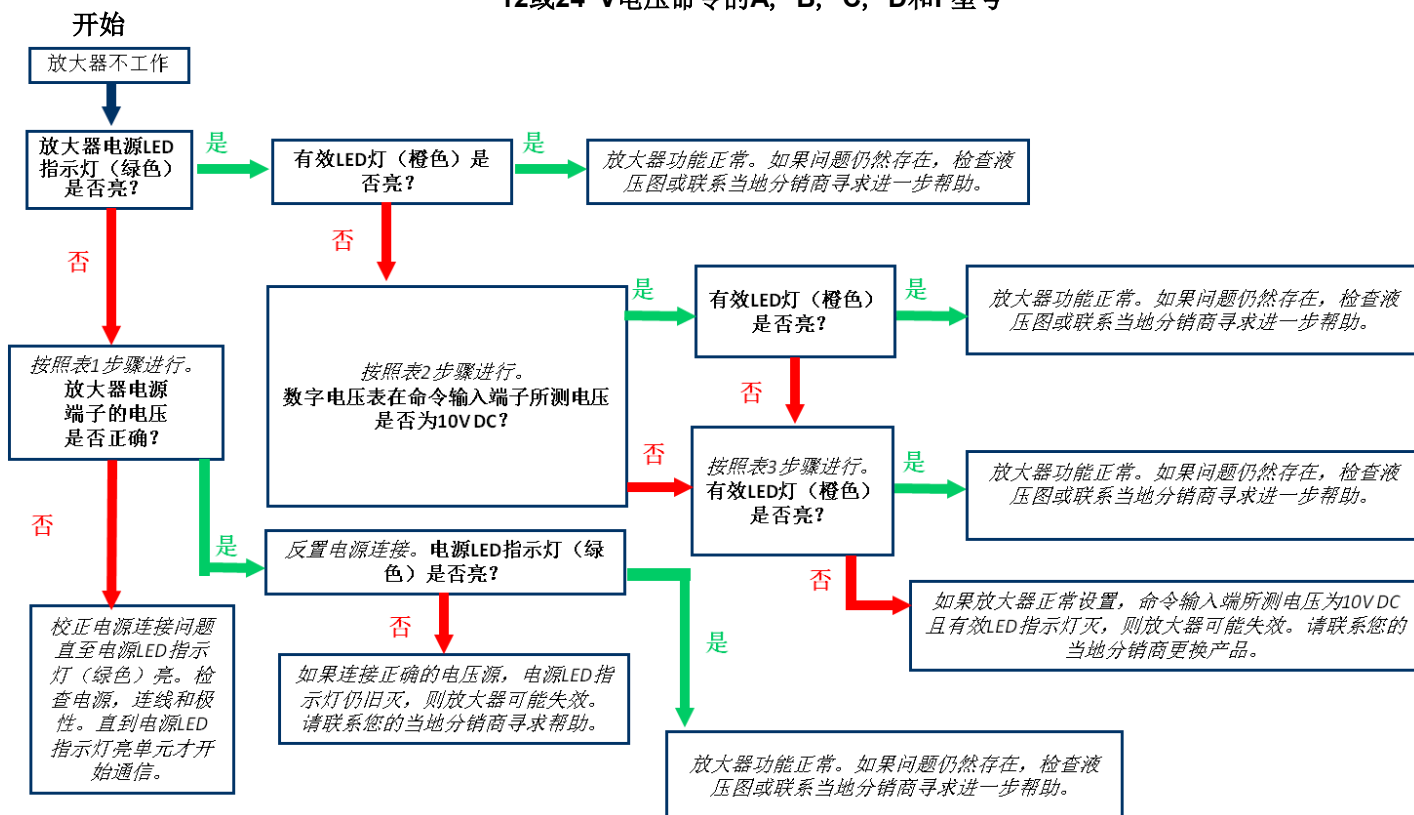 12或24 V电压命令的A, B, C, D和F型号
开始
放大器不工作
放大器电源LED
指示灯（绿色）
是否亮？
是
有效LED灯（橙色）是
否亮？
是
放大器功能正常。如果问题仍然存在，检查液
压图或联系当地分销商寻求进一步帮助。
否
否
按照表1步骤进行。
放大器电源
端子的电压
是否正确？
按照表2步骤进行。
数字电压表在命令输入端子所测电压
是否为10V DC？
是
有效LED灯（橙色）
是否亮？
是
放大器功能正常。如果问题仍然存在，检查液
压图或联系当地分销商寻求进一步帮助。
否
否
按照表3步骤进行。
有效LED灯（橙色）
是否亮？
是
放大器功能正常。如果问题仍然存在，检查液
压图或联系当地分销商寻求进一步帮助。
否
是
反置电源连接。电源LED指示灯（绿
色）是否亮？
否
如果放大器正常设置，命令输入端所测电压为10V DC
且有效LED指示灯灭，则放大器可能失效。请联系您的
当地分销商更换产品。
校正电源连接问题
直至电源LED指示
灯（绿色）亮。检
查电源，连线和极
性。直到电源LED
指示灯亮单元才开
始通信。
否
如果连接正确的电压源，电源LED指
示灯仍旧灭，则放大器可能失效。
请联系您的当地分销商寻求帮助。
是
放大器功能正常。如果问题仍然存在，检查液
压图或联系当地分销商寻求进一步帮助。